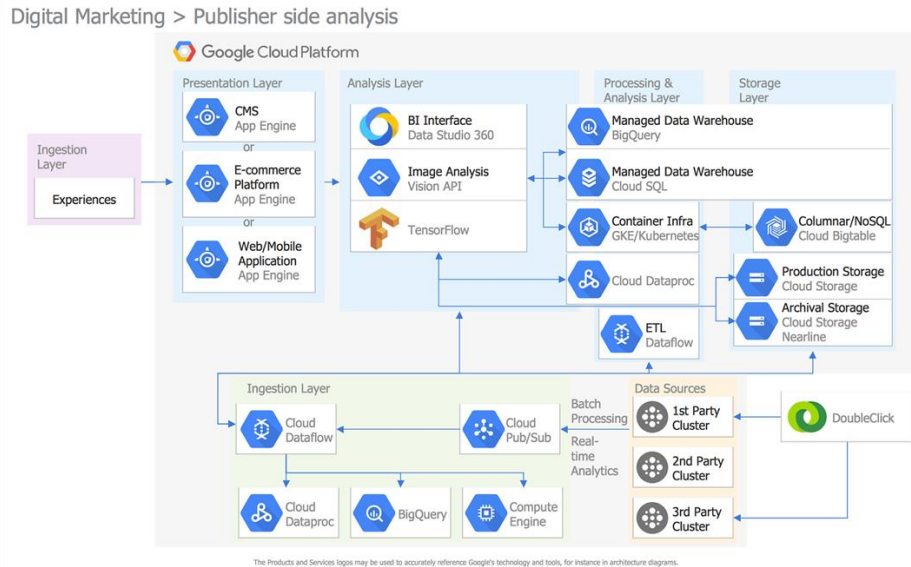 Digital Marketing > Publisher side analysis
Google Cloud Platform
Ingestion
Layer
Experiences
Presentation Layer
CMS
App Engine
or
E-commerce
Platform
App Engine
or
Web/Mobile
Application
App Engine
Analysis Layer
BI Interface
Data Studio 360
Image Analysis
Vision API
TensorFlow
Processing &
Analysis Layer
Storage
Layer
Managed Data Warehouse
BigQuery
Managed Data Warehouse
Cloud SQL
Container Infra
GKE/Kubernetes
Columnar/NoSQL
Cloud Bigtable
Cloud Dataproc
Production Storage
Cloud Storage
Archival Storage
Cloud Storage
Nearline
ETL
Dataflow
Ingestion Layer
Cloud
Dataflow
Cloud
Pub/Sub
Cloud
Dataproc
BigQuery
Compute
Engine
Batch
Processing
Real-
time
Analytics
Data Sources
1st Party
Cluster
2nd Party
Cluster
3rd Party
Cluster
DoubleClick
The Products and Services logos may be used to accurately reference Google's technology and tools, for instance in architecture diagrams.